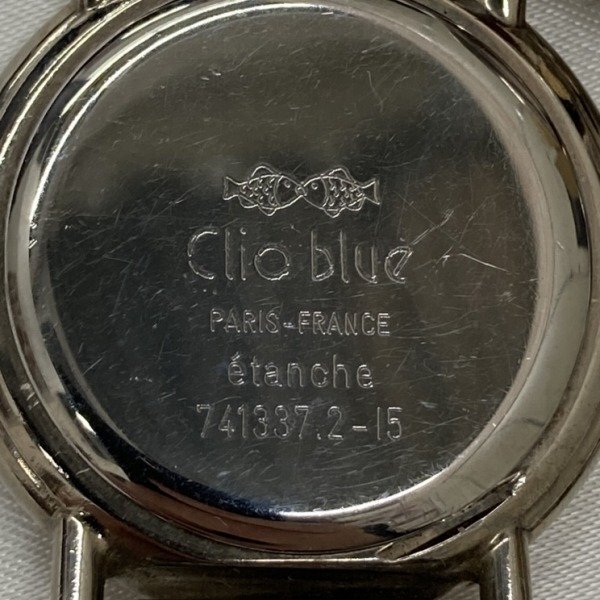 Clio blue
PARIS-FRANCE
étanche
741337.2-15